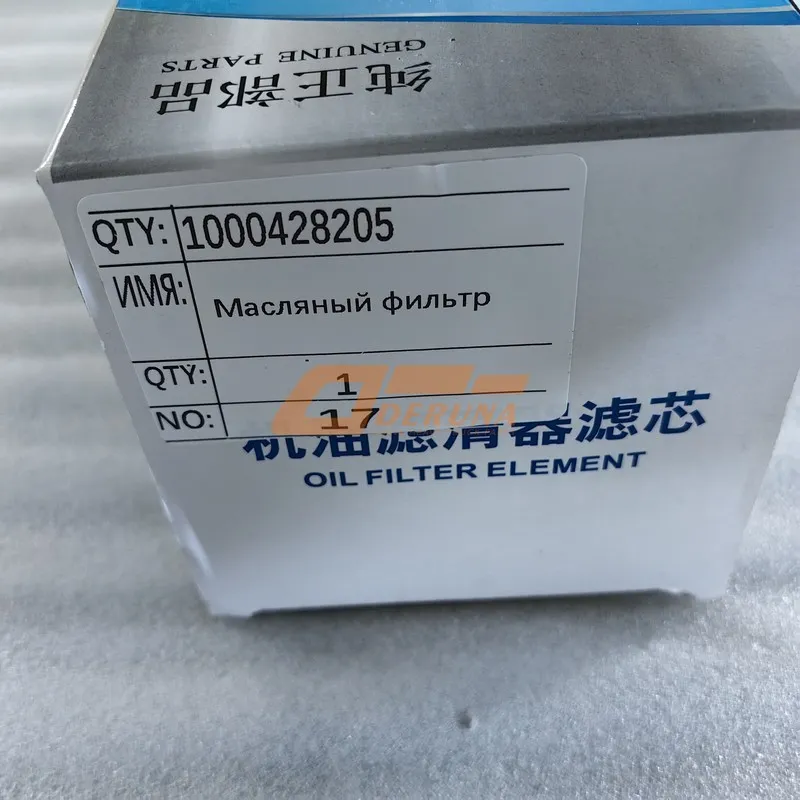 GENUINE PARTS
纯正部品
QTY: 1000428205
ИМЯ: Масляный фильтр
QTY: 1
NO: 17
DERUNA
机油滤清器滤芯
OIL FILTER ELEMENT